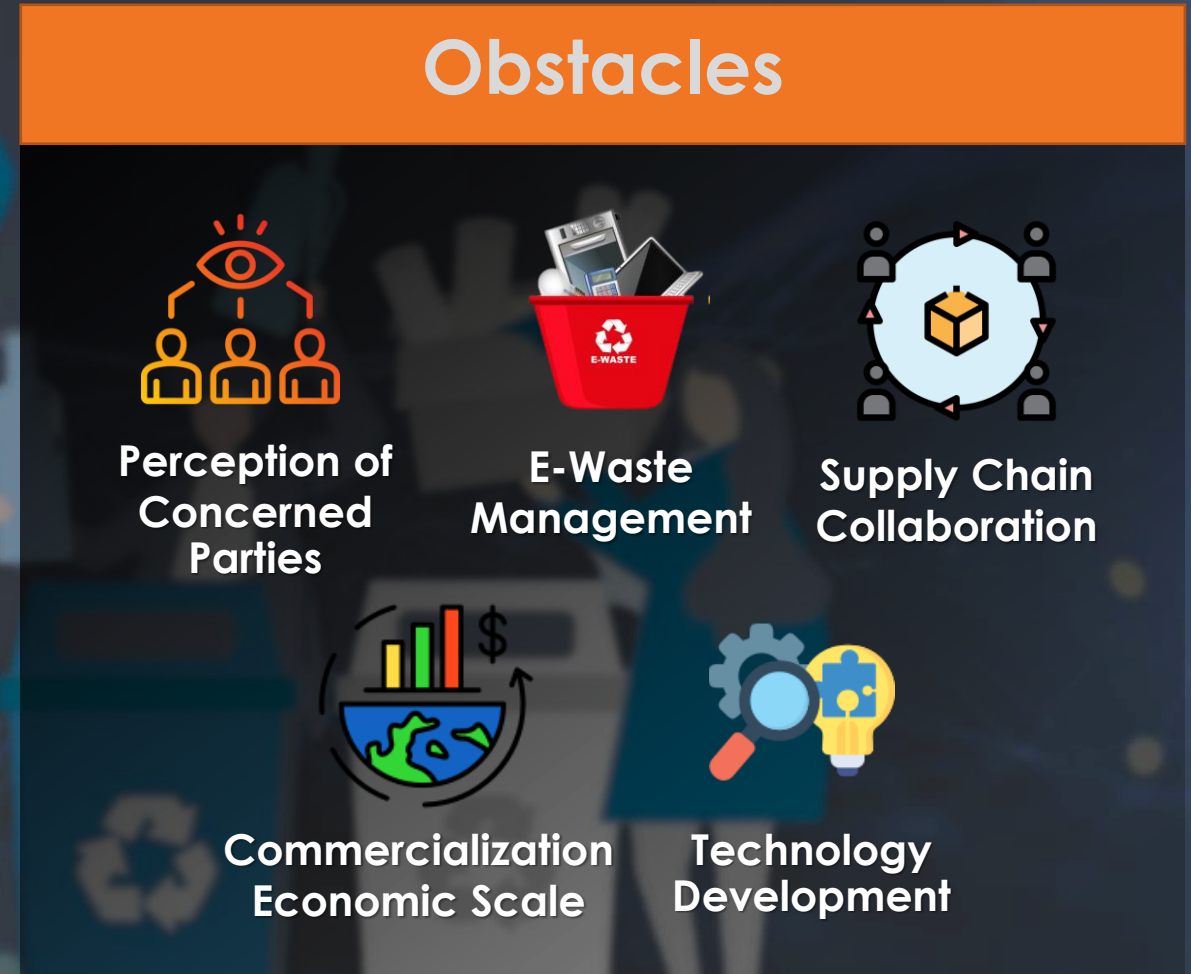 Obstacles
E-WASTE
Perception of
Concerned
Parties
E-Waste
Management
Supply Chain
Collaboration
$
Commercialization
Economic Scale
Technology
Development